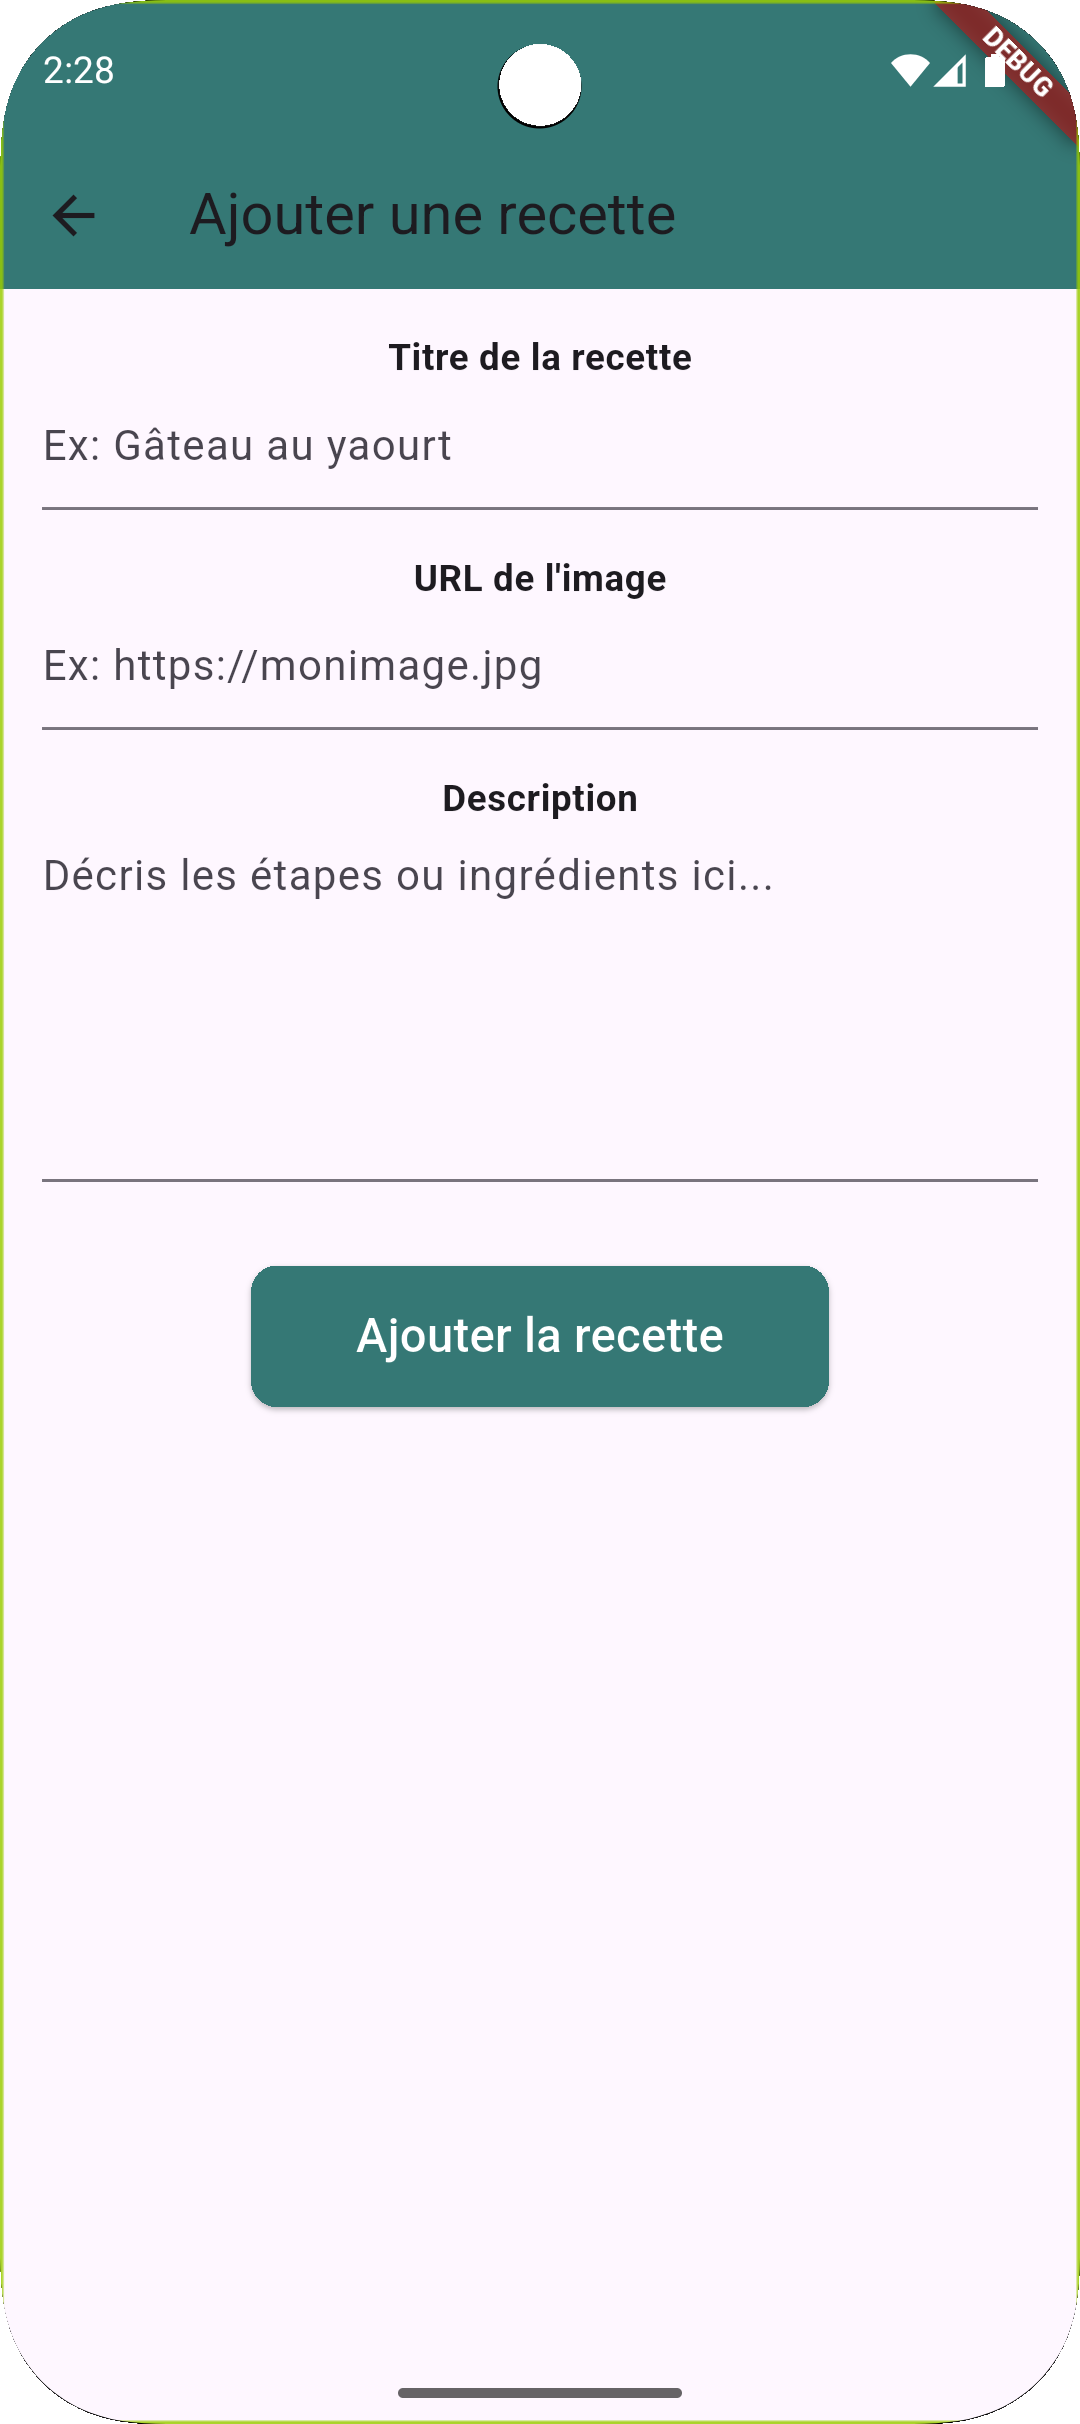 2:28
DEBUG
Ajouter une recette
Titre de la recette
Ex: Gâteau au yaourt
URL de l'image
Ex: https://monimage.jpg
Description
Décris les étapes ou ingrédients ici...
Ajouter la recette